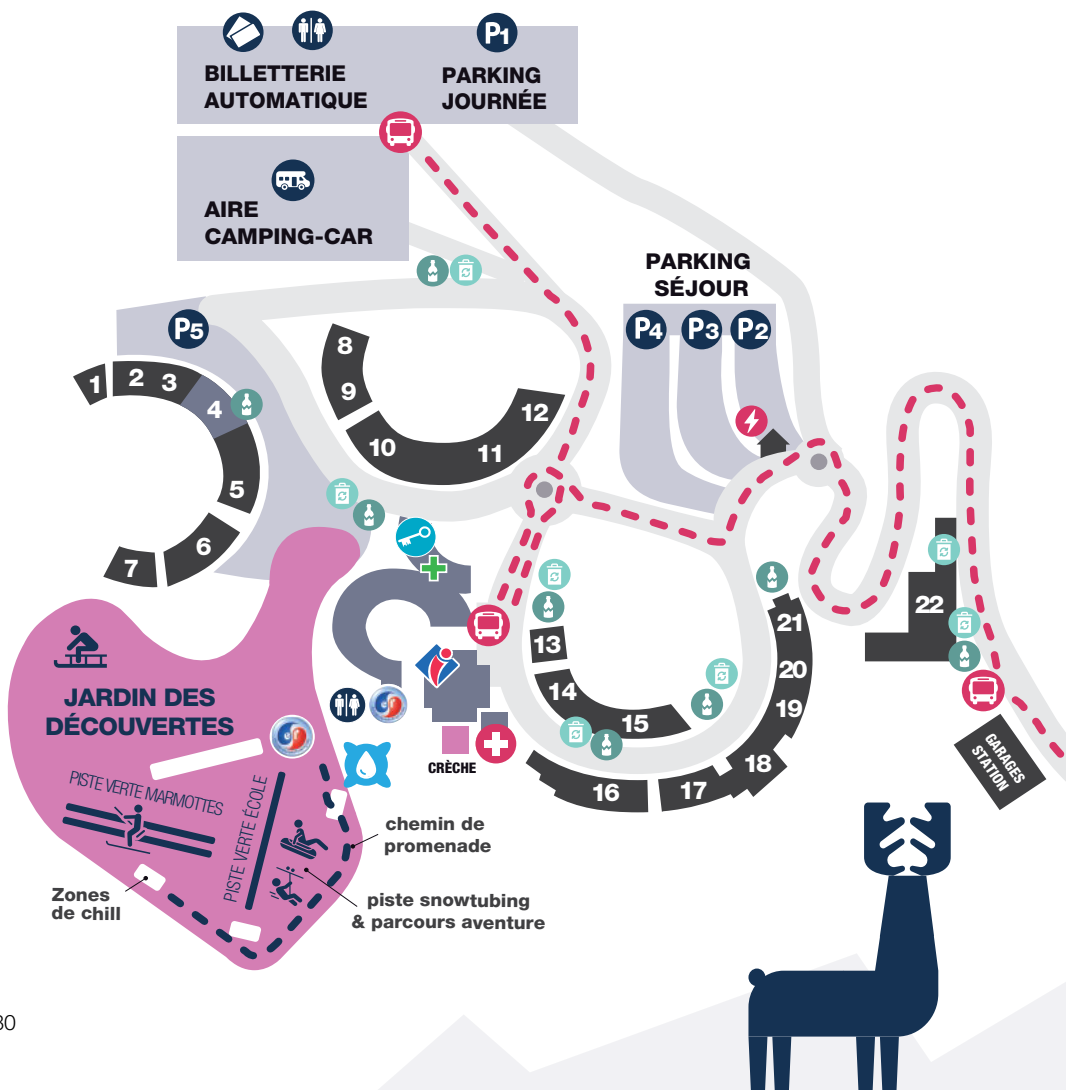 P1
BILLETTERIE
AUTOMATIQUE
PARKING
JOURNÉE
AIRE
CAMPING-CAR
PARKING
SÉJOUR
P4
P3
P2
P5
1
2
3
4
5
6
7
8
9
10
11
12
13
14
15
16
17
18
19
20
21
22
GARAGES
STATION
CRÈCHE
JARDIN DES
DÉCOUVERTES
PISTE VERTE MARMOTTES
PISTE VERTE ÉCOLE
chemin de
promenade
Zones
de chill
piste snowtubing
& parcours aventure
30